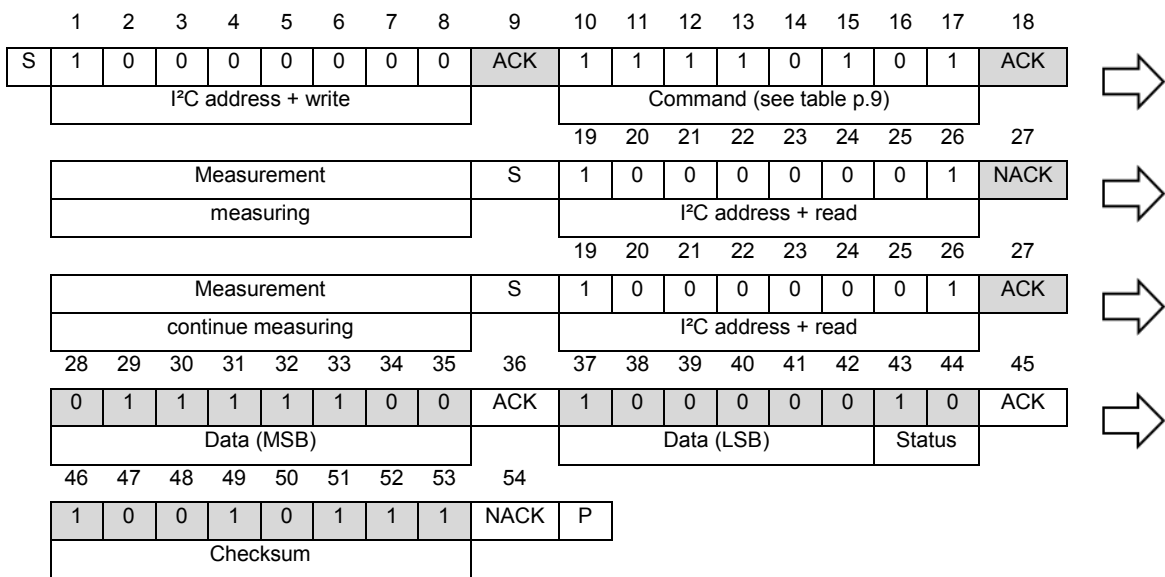 1 2 3 4 5 6 7 8 9 10 11 12 13 14 15 16 17 18
S 1 0 0 0 0 0 0 0 ACK 1 1 1 1 0 1 0 1 ACK
I²C address + write Command (see table p.9)
19 20 21 22 23 24 25 26 27
Measurement S 1 0 0 0 0 0 0 1 NACK
measuring I²C address + read
19 20 21 22 23 24 25 26 27
Measurement S 1 0 0 0 0 0 0 1 ACK
continue measuring I²C address + read
28 29 30 31 32 33 34 35 36 37 38 39 40 41 42 43 44 45
0 1 1 1 1 1 0 0 ACK 1 0 0 0 0 0 1 0 ACK
Data (MSB) Data (LSB) Status
46 47 48 49 50 51 52 53 54
1 0 0 1 0 1 1 1 NACK P
Checksum